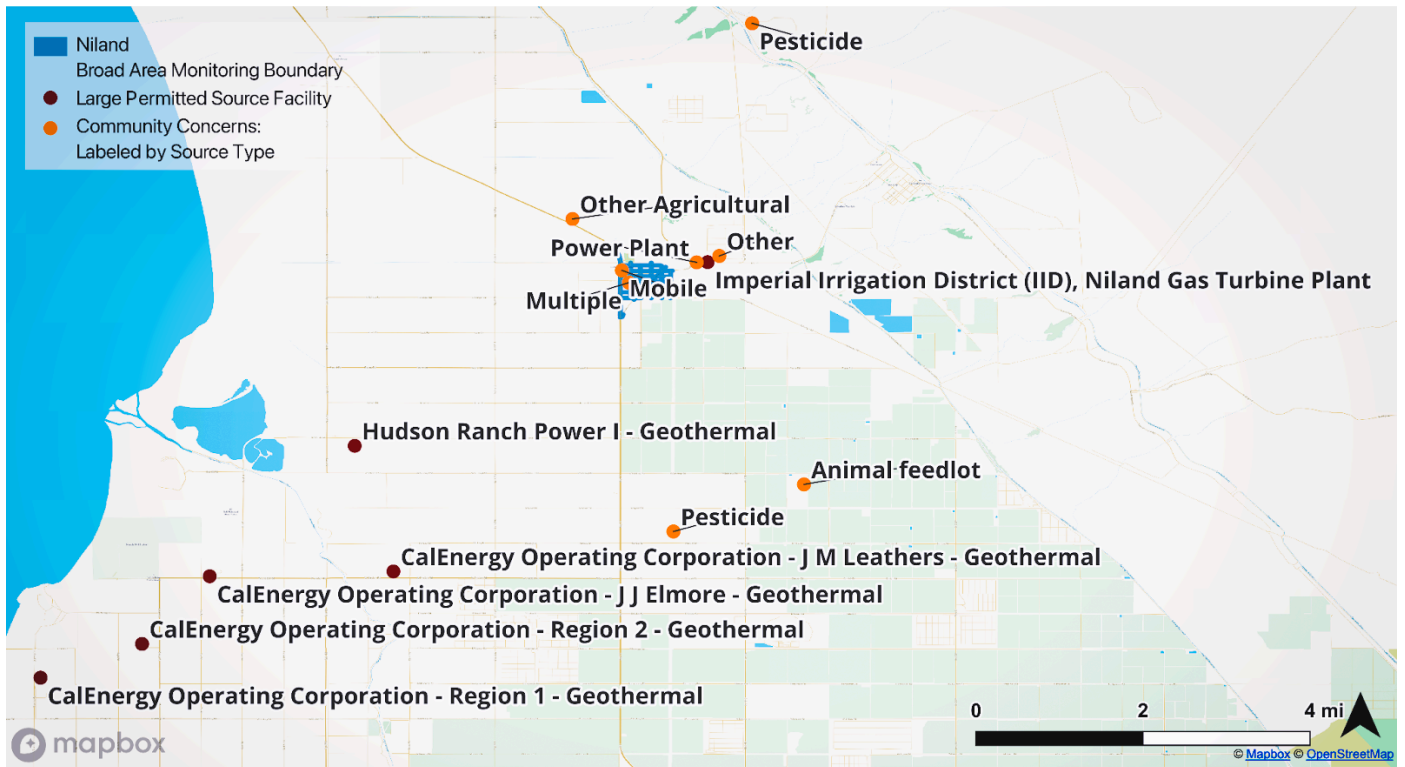 Niland
Broad Area Monitoring Boundary
Large Permitted Source Facility
Community Concerns:
Labeled by Source Type
Pesticide
Other Agricultural
Power Plant
Other
Imperial Irrigation District (IID), Niland Gas Turbine Plant
Mobile
Multiple
Hudson Ranch Power I - Geothermal
Animal feedlot
Pesticide
CalEnergy Operating Corporation - J M Leathers - Geothermal
CalEnergy Operating Corporation - J J Elmore - Geothermal
CalEnergy Operating Corporation - Region 2 - Geothermal
CalEnergy Operating Corporation - Region 1 - Geothermal
0 2 4 mi
mapbox
© Mapbox © OpenStreetMap